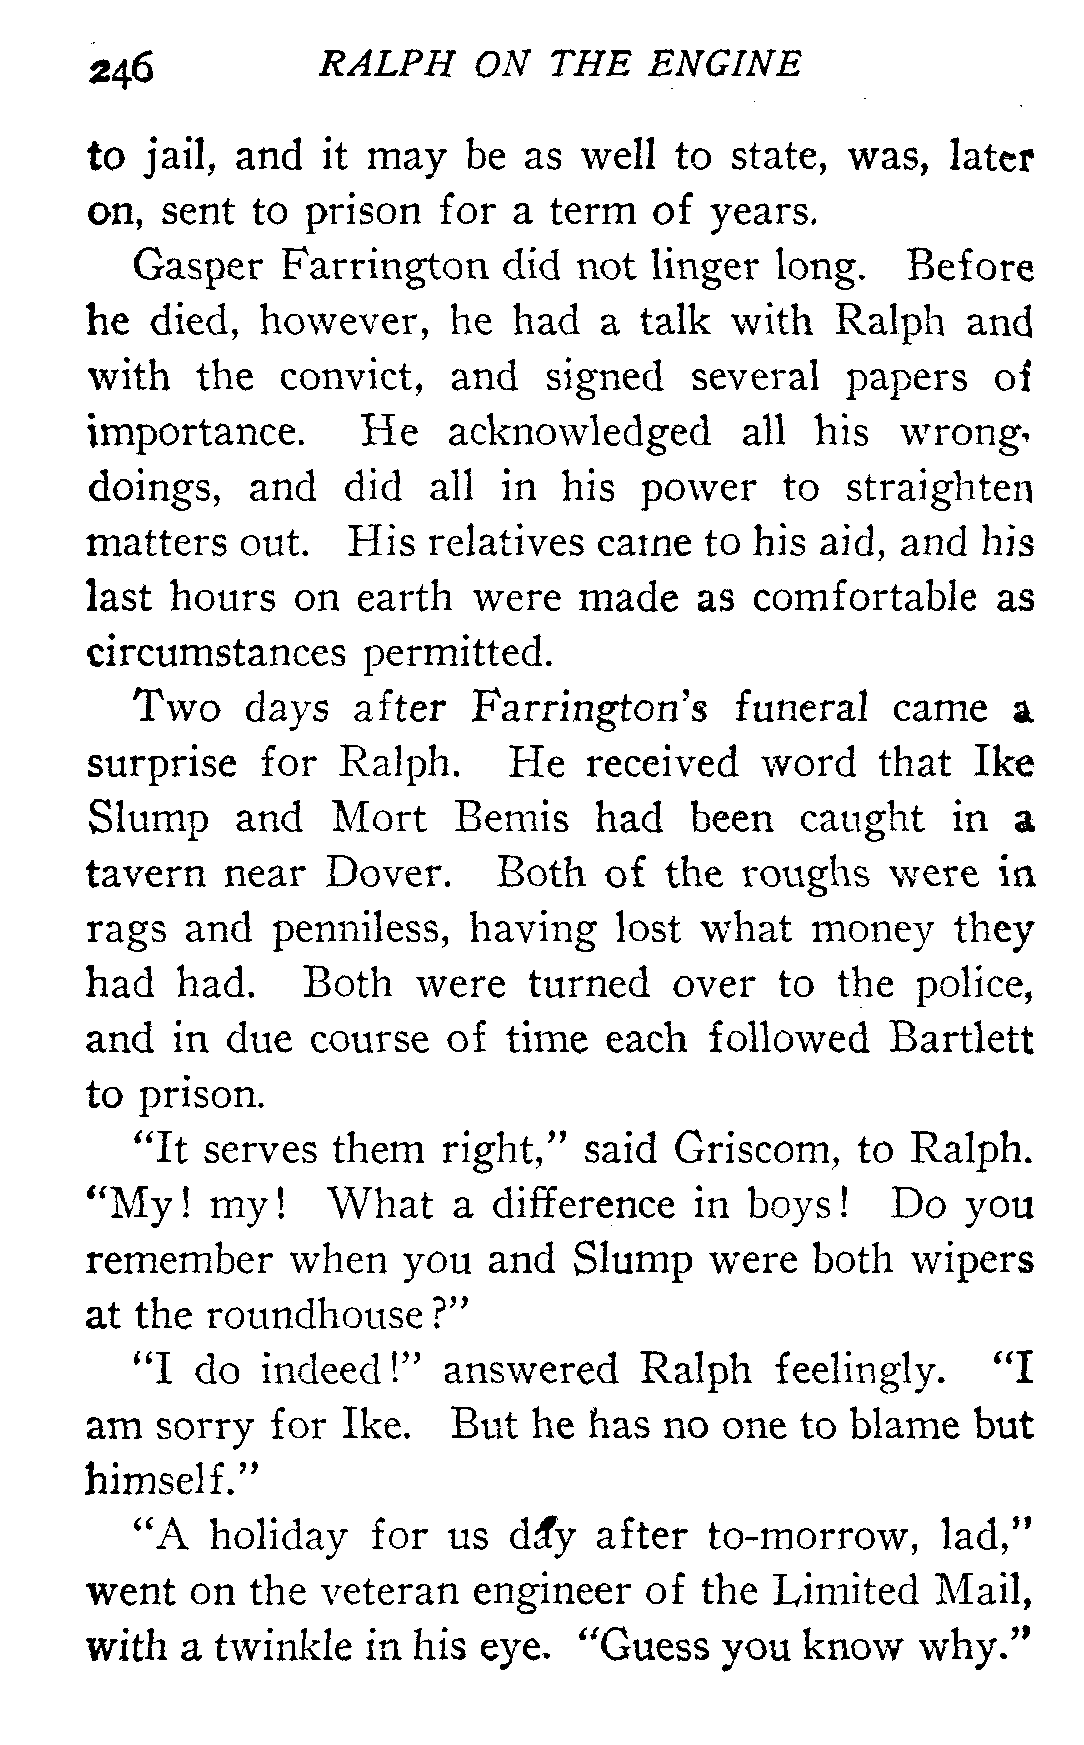 246 RALPH ON THE ENGINE
to jail, and it may be as well to state, was, later
on, sent to prison for a term of years.
Gasper Farrington did not linger long. Before
he died, however, he had a talk with Ralph and
with the convict, and signed several papers of
importance. He acknowledged all his wrong-
doings, and did all in his power to straighten
matters out. His relatives came to his aid, and his
last hours on earth were made as comfortable as
circumstances permitted.
Two days after Farrington's funeral came a
surprise for Ralph. He received word that Ike
Slump and Mort Bemis had been caught in a
tavern near Dover. Both of the roughs were in
rags and penniless, having lost what money they
had had. Both were turned over to the police,
and in due course of time each followed Bartlett
to prison.
"It serves them right," said Griscom, to Ralph.
"My! my! What a difference in boys! Do you
remember when you and Slump were both wipers
at the roundhouse?"
"I do indeed!" answered Ralph feelingly. "I
am sorry for Ike. But he has no one to blame but
himself."
"A holiday for us day after to-morrow, lad,"
went on the veteran engineer of the Limited Mail,
with a twinkle in his eye. "Guess you know why."